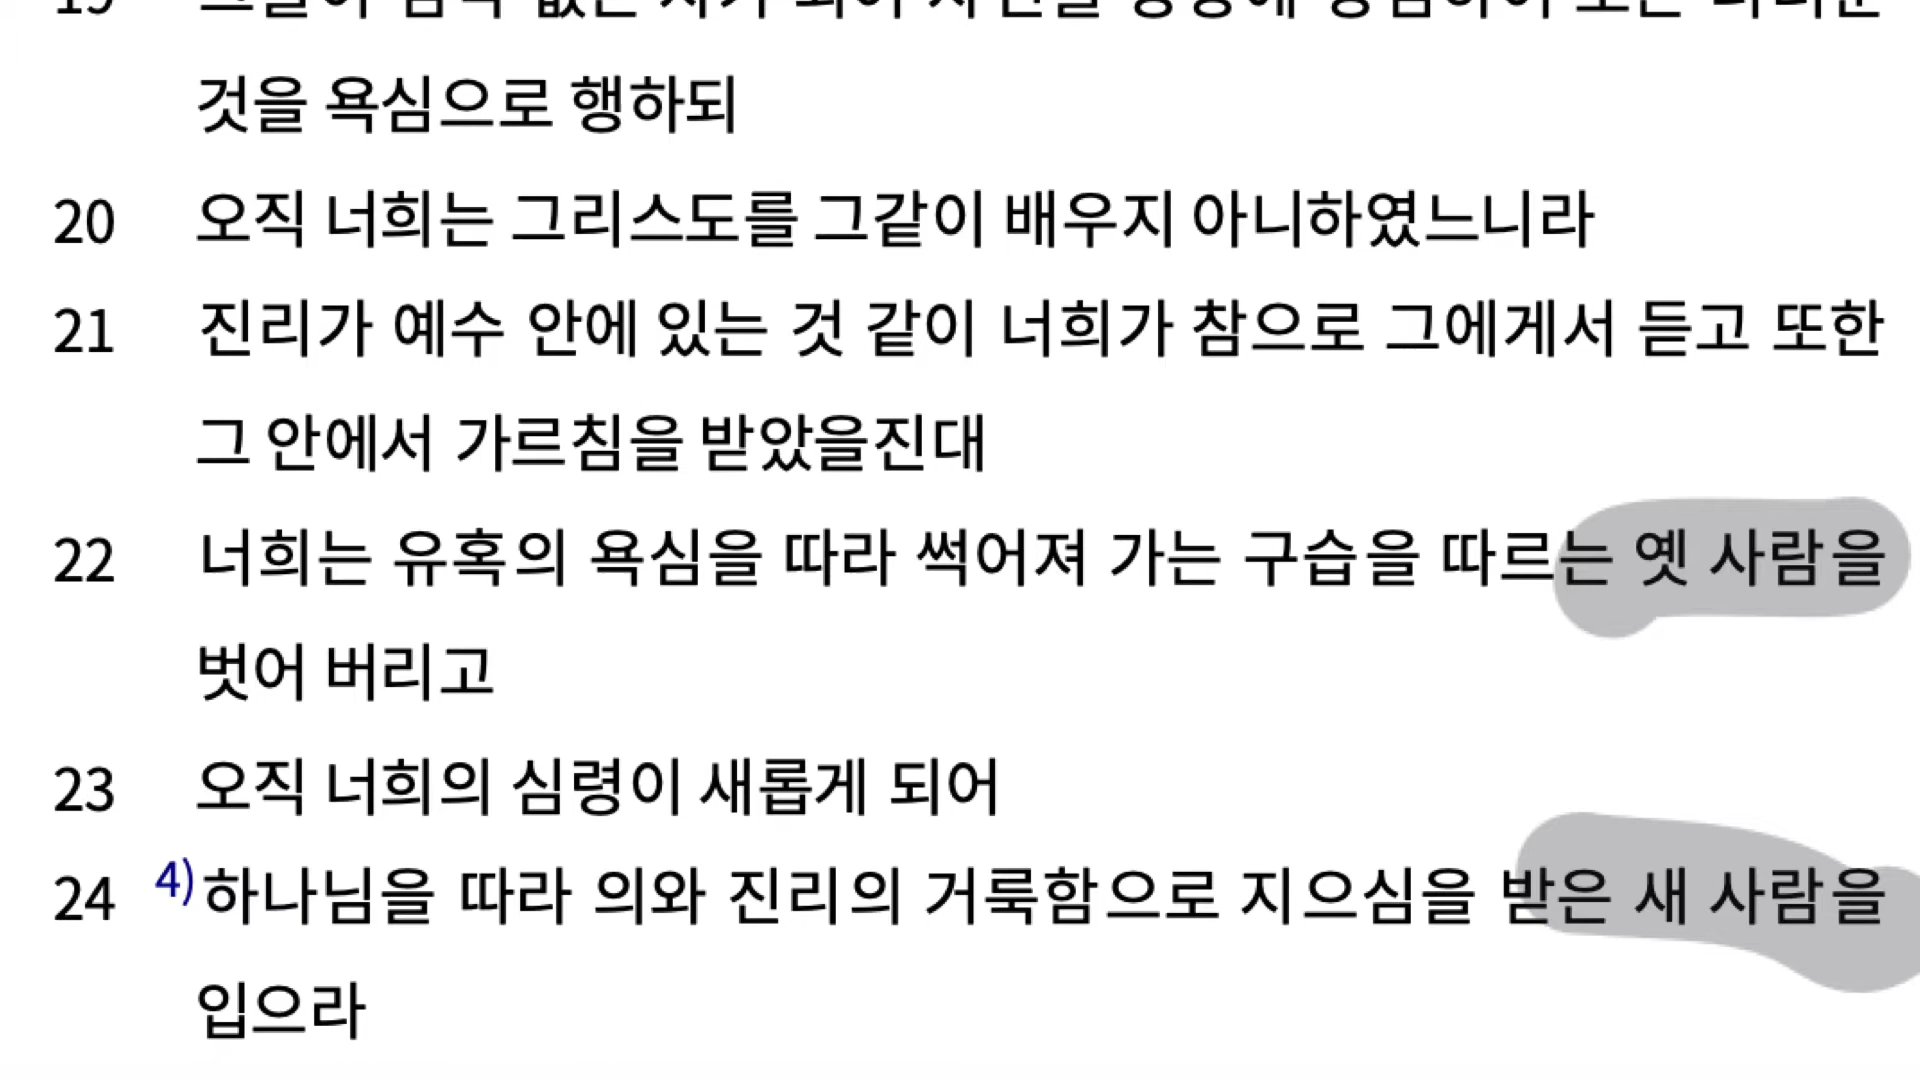 것을 욕심으로 행하되
20 오직 너희는 그리스도를 그같이 배우지 아니하였느니라
21 진리가 예수 안에 있는 것 같이 너희가 참으로 그에게서 듣고 또한
그 안에서 가르침을 받았을진대
22 너희는 유혹의 욕심을 따라 썩어져 가는 구습을 따르는 옛 사람을
벗어 버리고
23 오직 너희의 심령이 새롭게 되어
24 4)하나님을 따라 의와 진리의 거룩함으로 지으심을 받은 새 사람을
입으라